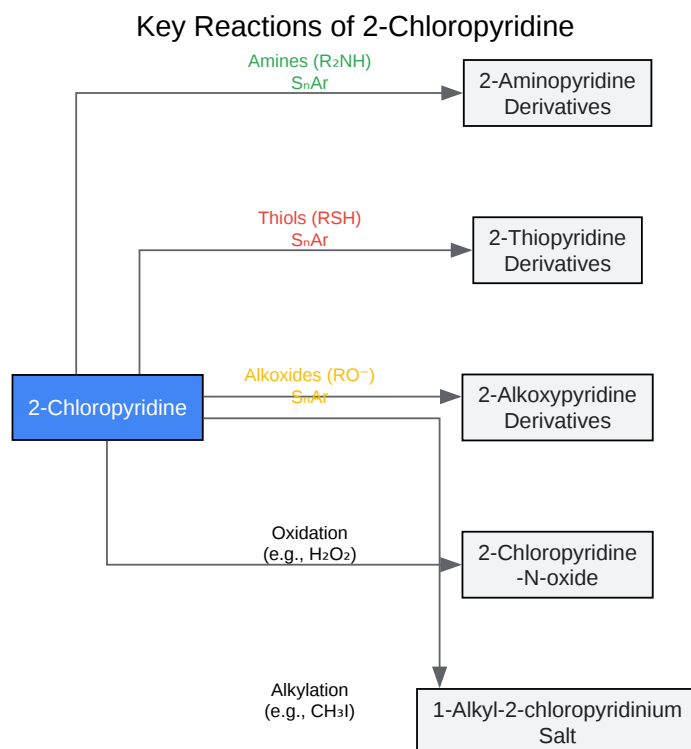 Key Reactions of 2-Chloropyridine
Amines (R₂NH)
SₙAr
2-Aminopyridine
Derivatives
Thiols (RSH)
SₙAr
2-Thiopyridine
Derivatives
2-Chloropyridine
Alkoxides (RO⁻)
SₙAr
2-Alkoxypyridine
Derivatives
Oxidation
(e.g., H₂O₂)
2-Chloropyridine
-N-oxide
Alkylation
(e.g., CH₃I)
1-Alkyl-2-chloropyridinium
Salt